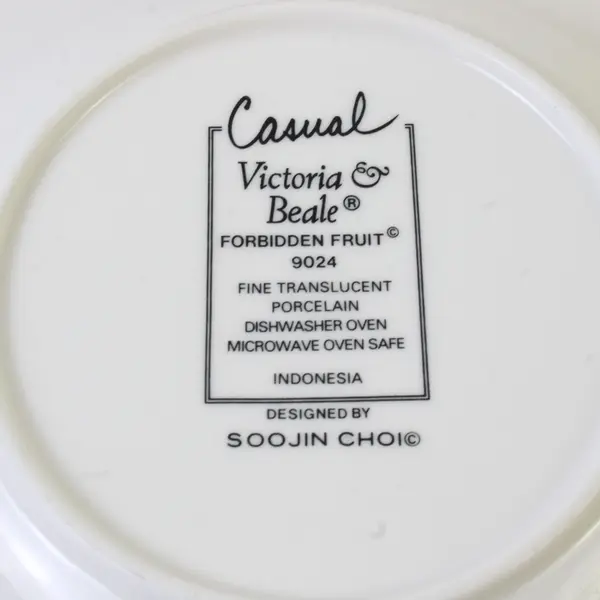 Casual
Victoria &
Beale®
FORBIDDEN FRUIT©
9024
FINE TRANSLUCENT
PORCELAIN
DISHWASHER OVEN
MICROWAVE OVEN SAFE
INDONESIA
DESIGNED BY
SOOJIN CHOI©